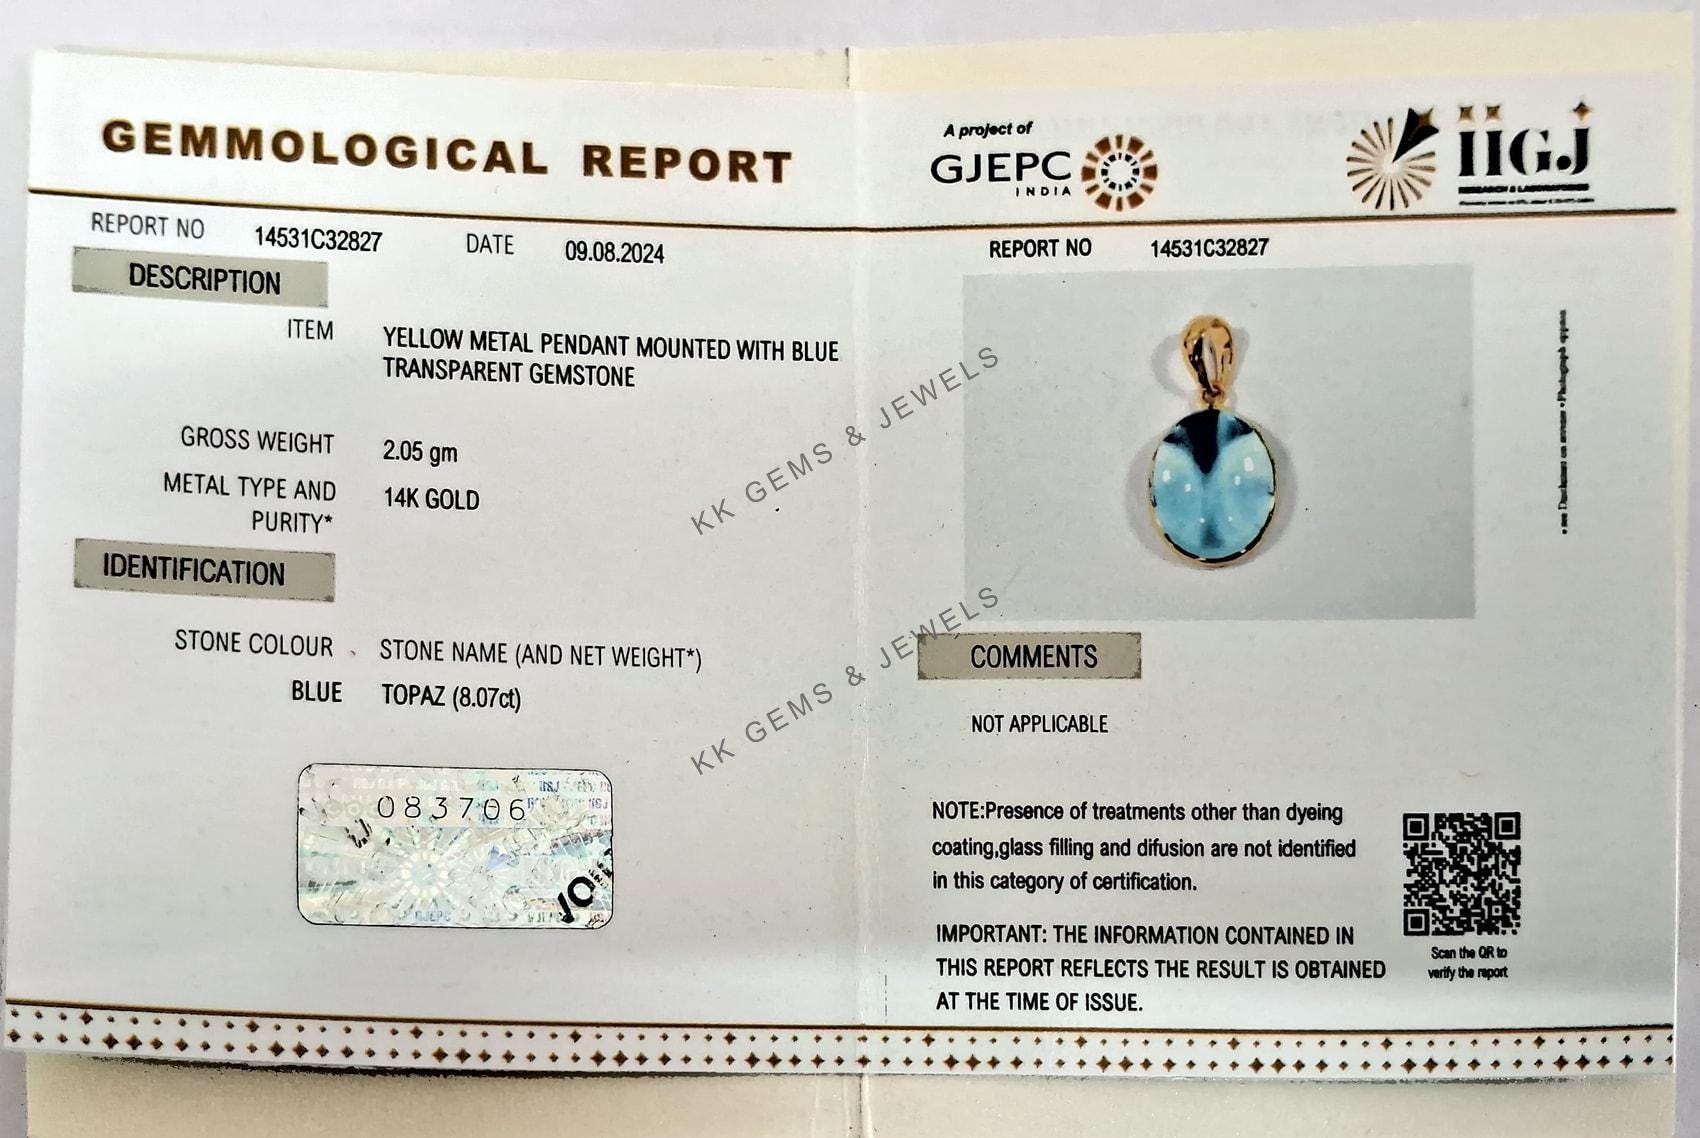 GEMMOLOGICAL REPORT
REPORT NO 14531C32827 DATE 09.08.2024
DESCRIPTION
ITEM YELLOW METAL PENDANT MOUNTED WITH BLUE
TRANSPARENT GEMSTONE
GROSS WEIGHT 2.05 gm
METAL TYPE AND 14K GOLD
PURITY*
IDENTIFICATION
STONE COLOUR STONE NAME (AND NET WEIGHT*)
BLUE TOPAZ (8.07ct)
083706
GJEPC
A project of
GJEPC
INDIA
IIGJ
RESEARCH & LABORATORIES
REPORT NO 14531C32827
COMMENTS
NOT APPLICABLE
NOTE:Presence of treatments other than dyeing
coating,glass filling and difusion are not identified
in this category of certification.
IMPORTANT: THE INFORMATION CONTAINED IN
THIS REPORT REFLECTS THE RESULT IS OBTAINED
AT THE TIME OF ISSUE.
Scan the QR to
verify the report
KK GEMS & JEWELS
KK GEMS & JEWELS